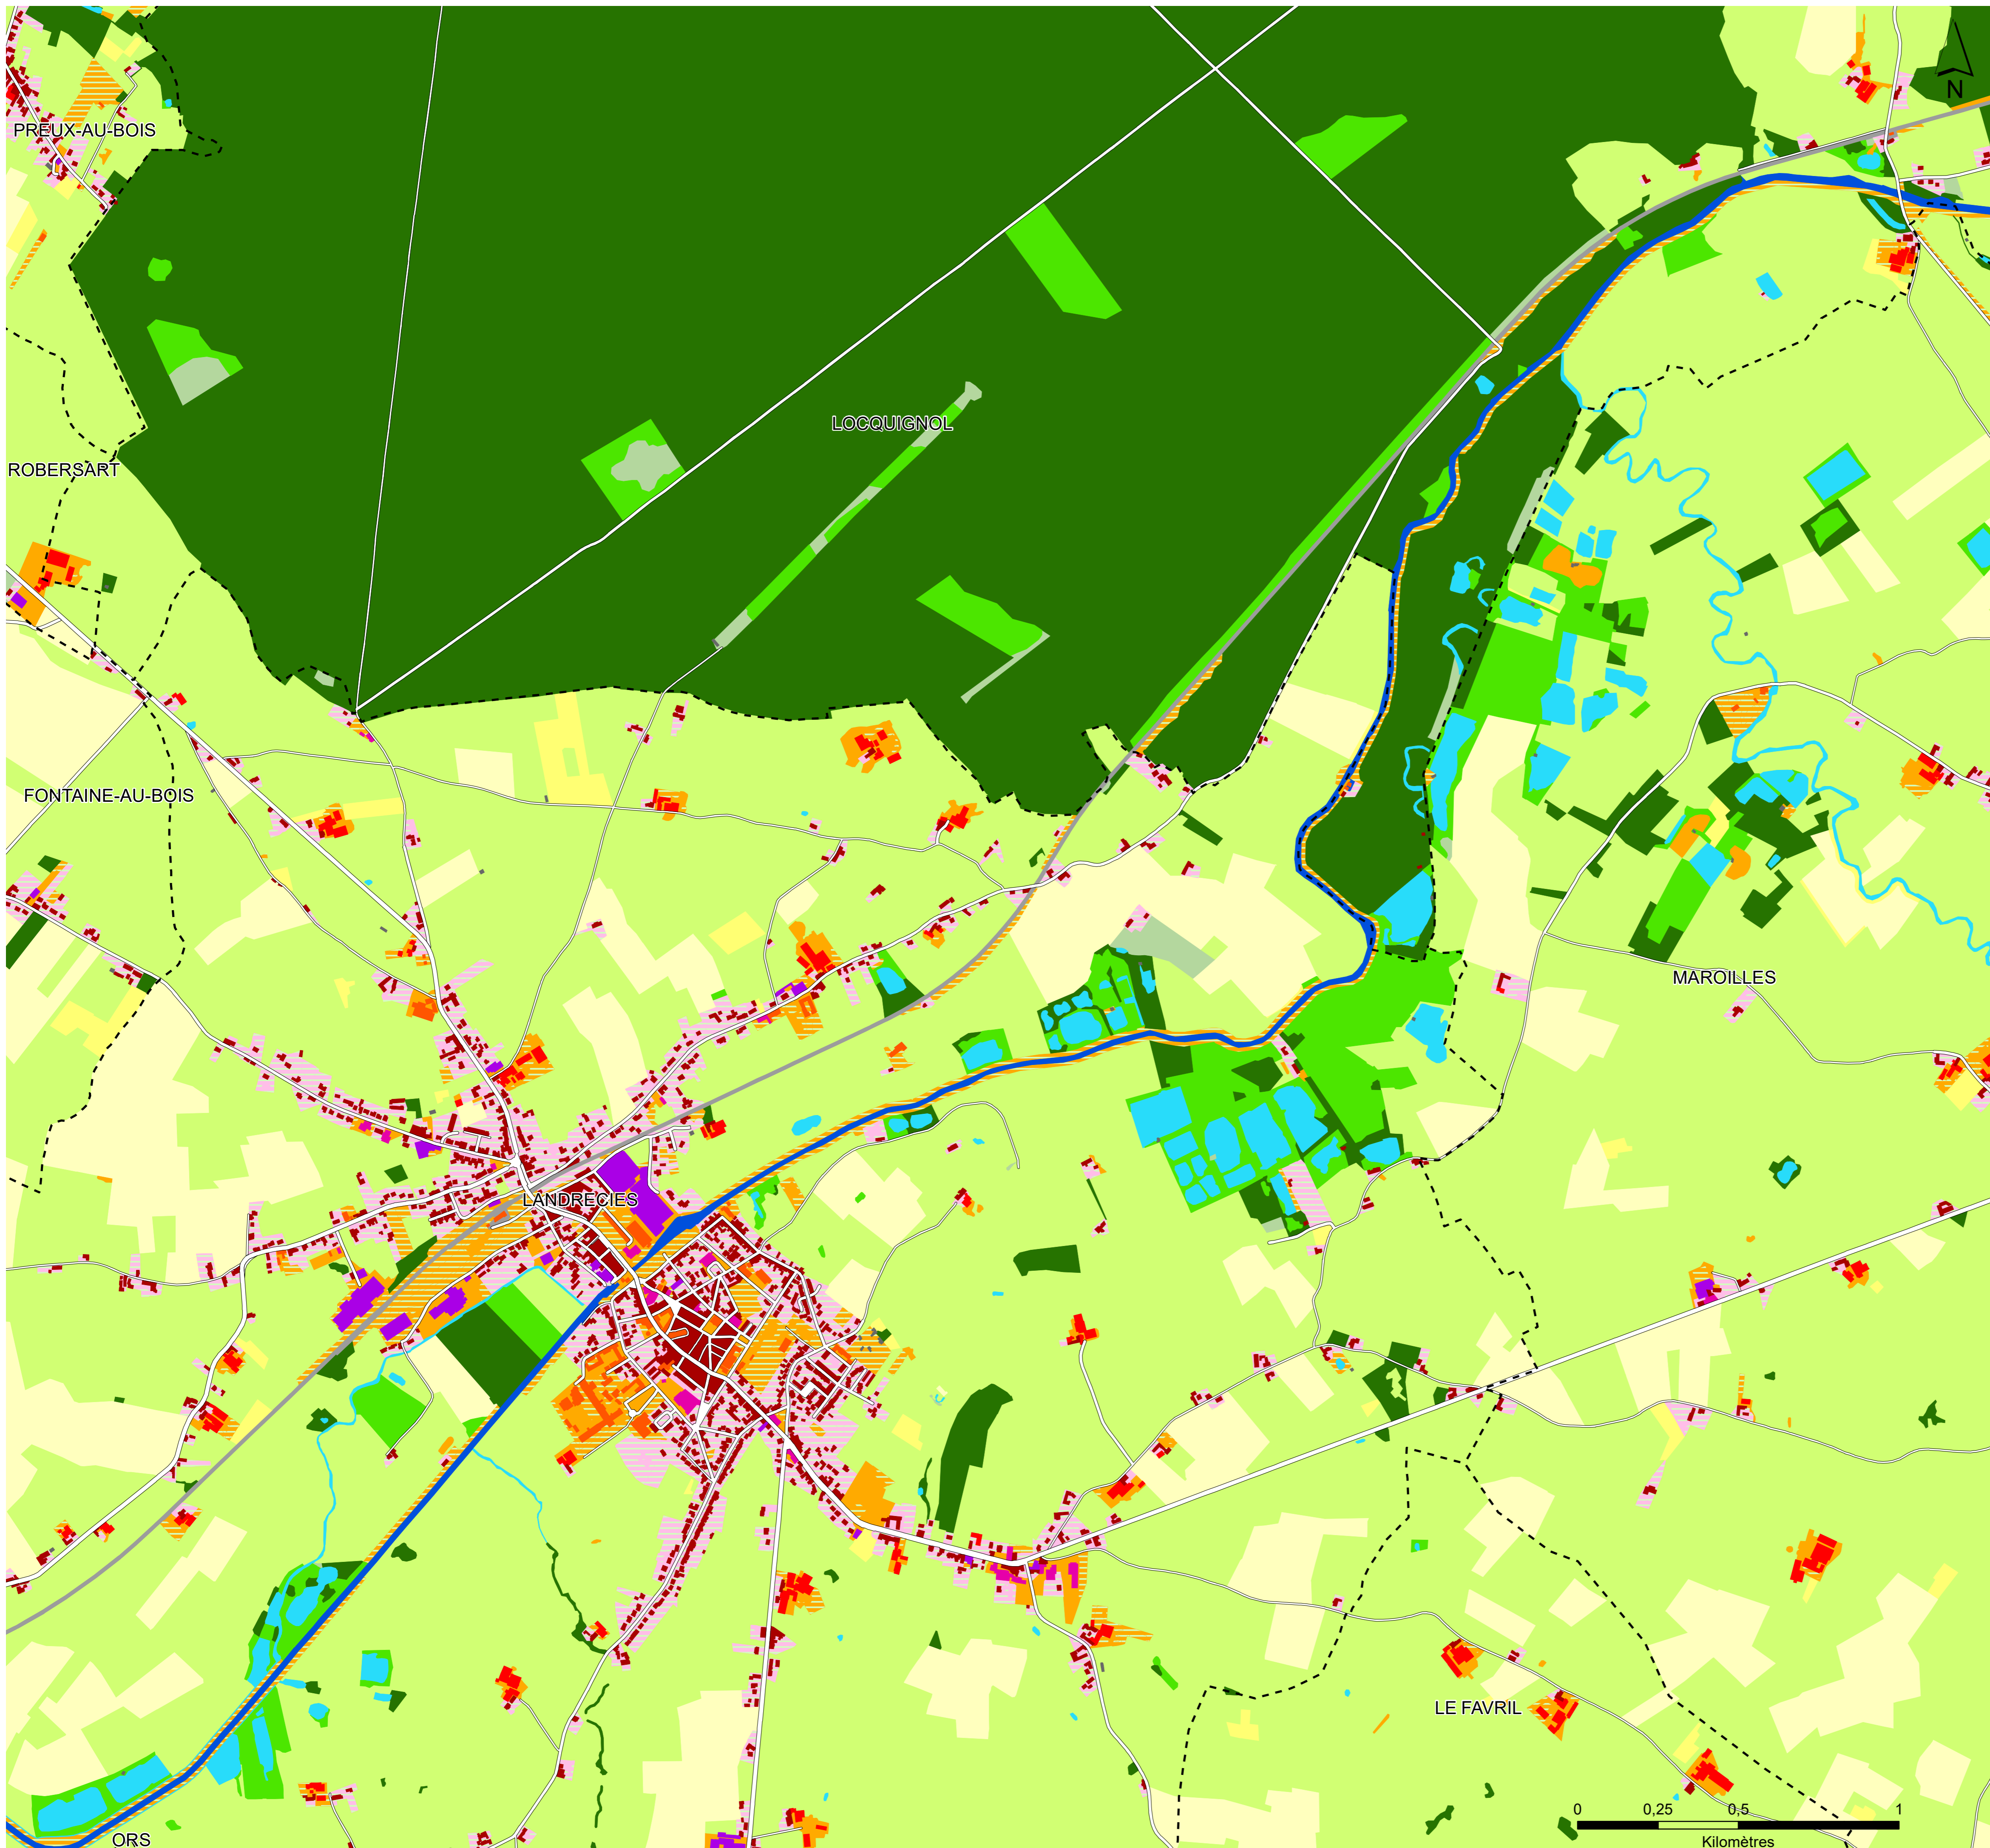 N
PREUX-AU-BOIS
LOCQUIGNOL
ROBERSART
FONTAINE-AU-BOIS
MAROILLES
LANDRECIES
LE FAVRIL
0 0,25 0,5 1
Kilomètres
ORS